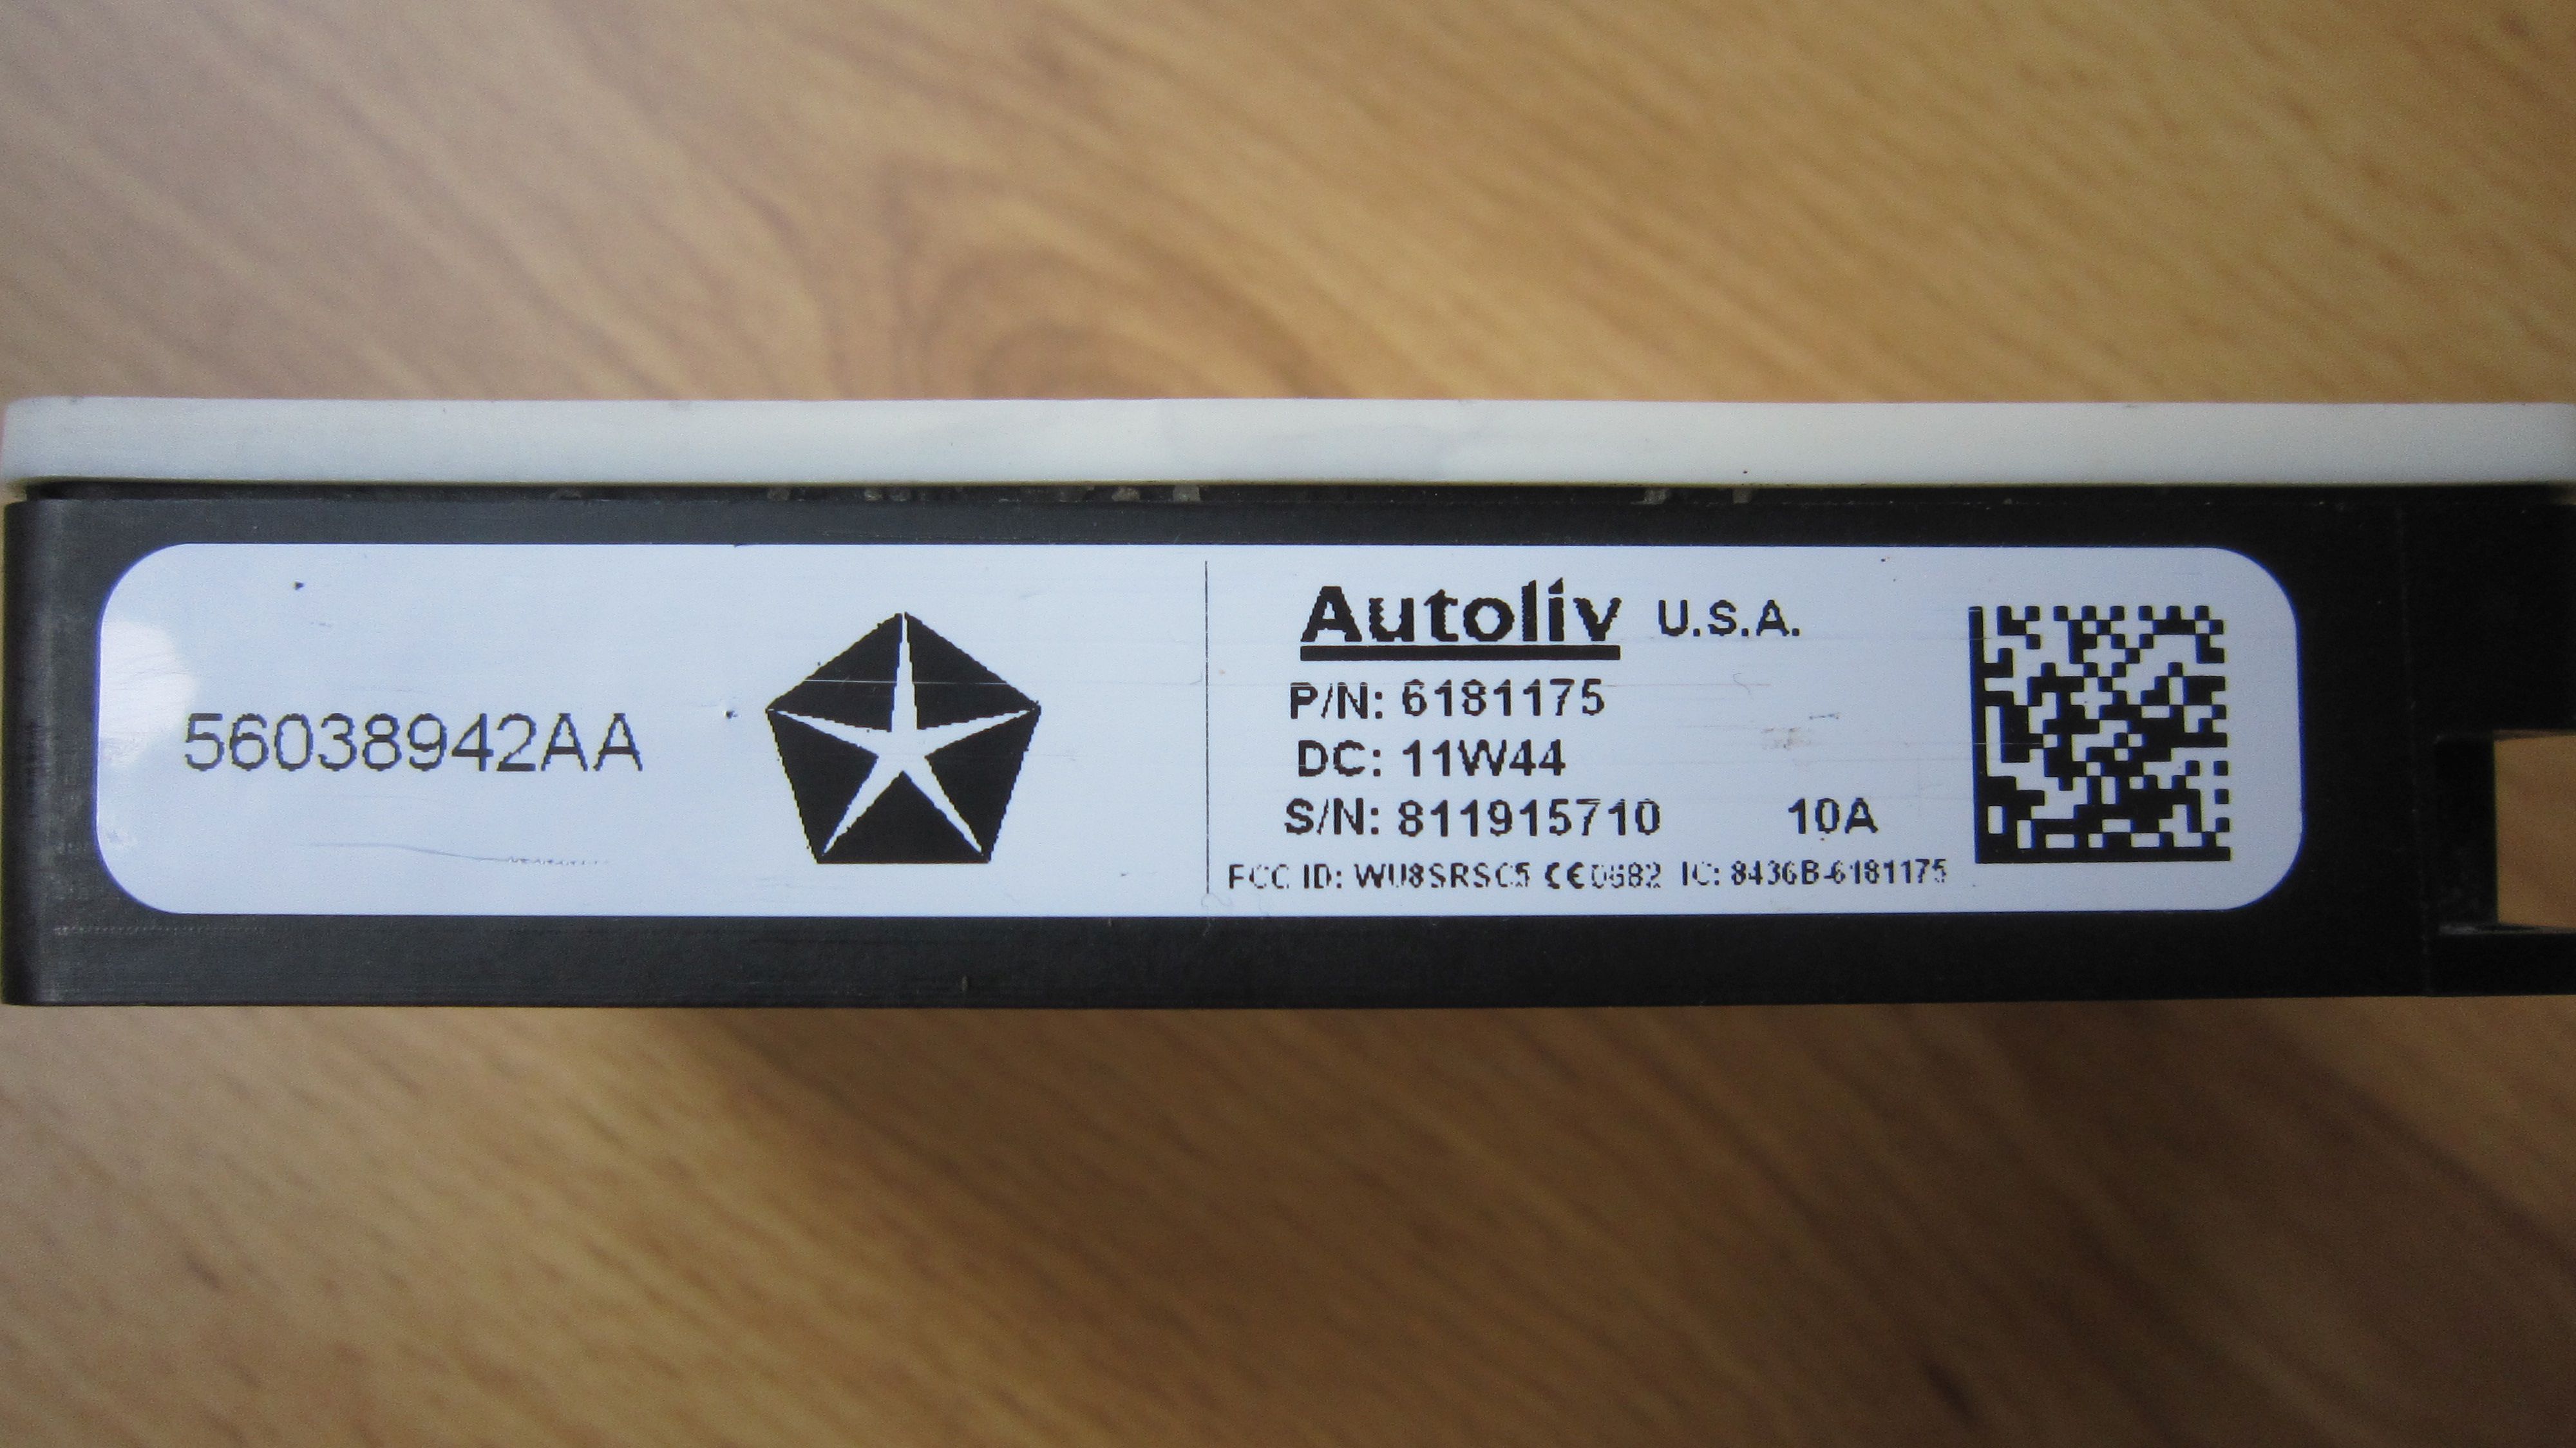 56038942AA
Autoliv U.S.A.
P/N: 6181175
DC: 11W44
S/N: 811915710 10A
FCC ID: WU8SRSC5 CE0682 IC: 8436B-6181175